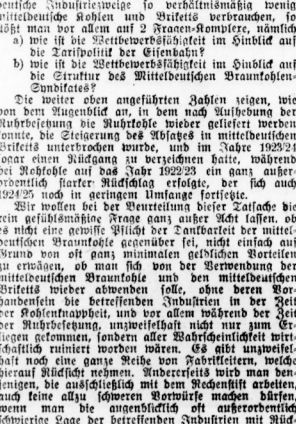 deutsche Industriezweige so verhältnismäßig wenig
mitteldeutsche Kohlen und Briketts verbrauchen, so
stößt man vor allem auf 2 Fragen-Komplexe, nämlich
a) wie ist die Wettbewerbsfähigkeit im Hinblick auf
die Tarifpolitik der Eisenbahn?
b) wie ist die Wettbewerbsfähigkeit im Hinblick auf
die Struktur des Mitteldeutschen Braunkohlen-
Syndikates?
Die weiter oben angeführten Zahlen zeigen, wie
von dem Augenblick an, in dem nach Aufhebung der
Ruhrbesetzung die Ruhrkohle wieder geliefert werden
konnte, die Steigerung des Absatzes in mitteldeutschen
Briketts unterbrochen wurde, und im Jahre 1923/24
sogar einen Rückgang zu verzeichnen hatte, während
bei Rohkohle auf das Jahr 1922/23 ein ganz außer-
ordentlich starker Rückschlag erfolgte, der sich auch
1924/25 noch in geringem Umfange fortsetzte.
Wir wollen bei der Beurteilung dieser Tatsache die
rein gefühlsmäßige Frage ganz außer Acht lassen, ob
es nicht eine gewisse Pflicht der Dankbarkeit der mittel-
deutschen Braunkohle gegenüber sei, nicht einfach auf
Grund von oft ganz minimalen geldlichen Vorteilen
zu erwägen, ob man sich von der Verwendung der
mitteldeutschen Braunkohle und den mitteldeutschen
Briketts wieder abwenden solle, ohne deren Vor-
handensein die betreffenden Industrien in der Zeit
der Kohlenknappheit, und vor allem während der Zeit
der Ruhrbesetzung, unzweifelhaft nicht nur zum Er-
liegen gekommen, sondern aller Wahrscheinlichkeit wirt-
schaftlich ruiniert worden wären. Es gibt unzweifel-
haft noch eine ganze Reihe von Fabrikleitern, welche
hierauf Rücksicht nehmen. Andererseits wird man den-
jenigen, die ausschließlich mit dem Rechenstift arbeiten,
auch keine allzu schweren Vorwürfe machen dürfen,
wenn man die augenblicklich oft außerordentlich
schwierige Lage der betreffenden Industrien mit Rück-